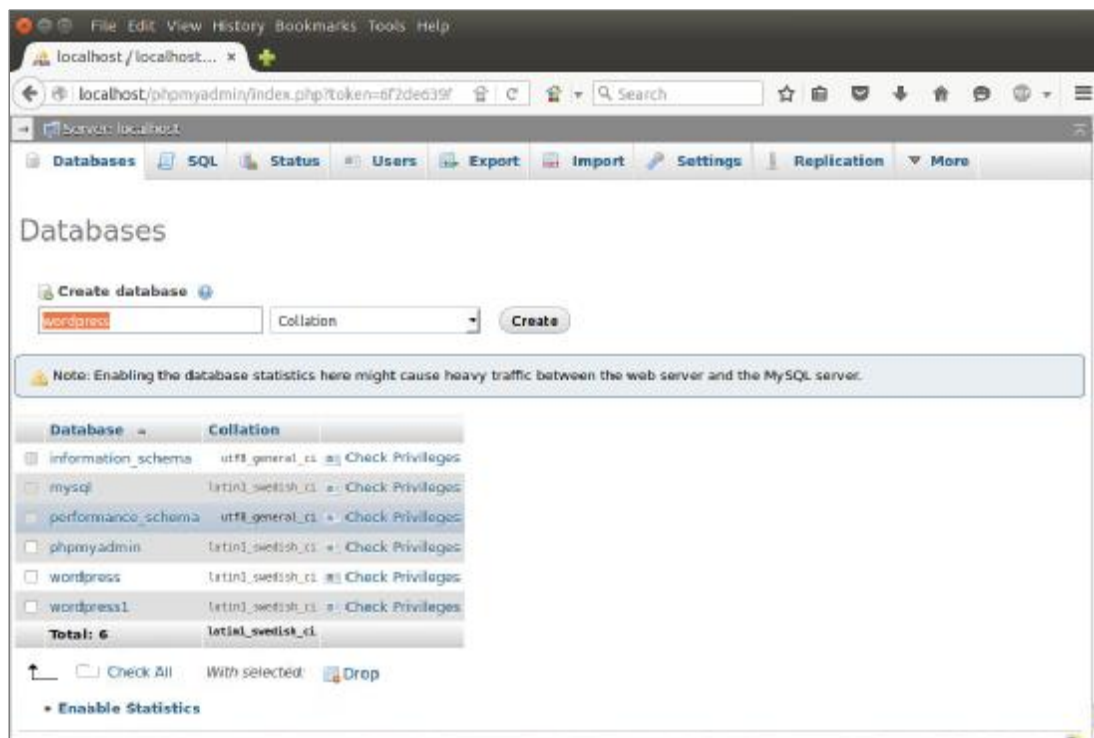 File Edit View History Bookmarks Tools Help
localhost / localhost... ×
localhost/phpmyadmin/index.php?token=6f2de639f Search
Server: localhost
Databases SQL Status Users Export Import Settings Replication More
Databases
Create database
wordpress Collation Create
Note: Enabling the database statistics here might cause heavy traffic between the web server and the MySQL server.
Database Collation
information_schema utf8_general_ci Check Privileges
mysql latin1_swedish_ci Check Privileges
performance_schema utf8_general_ci Check Privileges
phpmyadmin latin1_swedish_ci Check Privileges
wordpress latin1_swedish_ci Check Privileges
wordpress1 latin1_swedish_ci Check Privileges
Total: 6 latin1_swedish_ci
Check All With selected: Drop
Enable Statistics